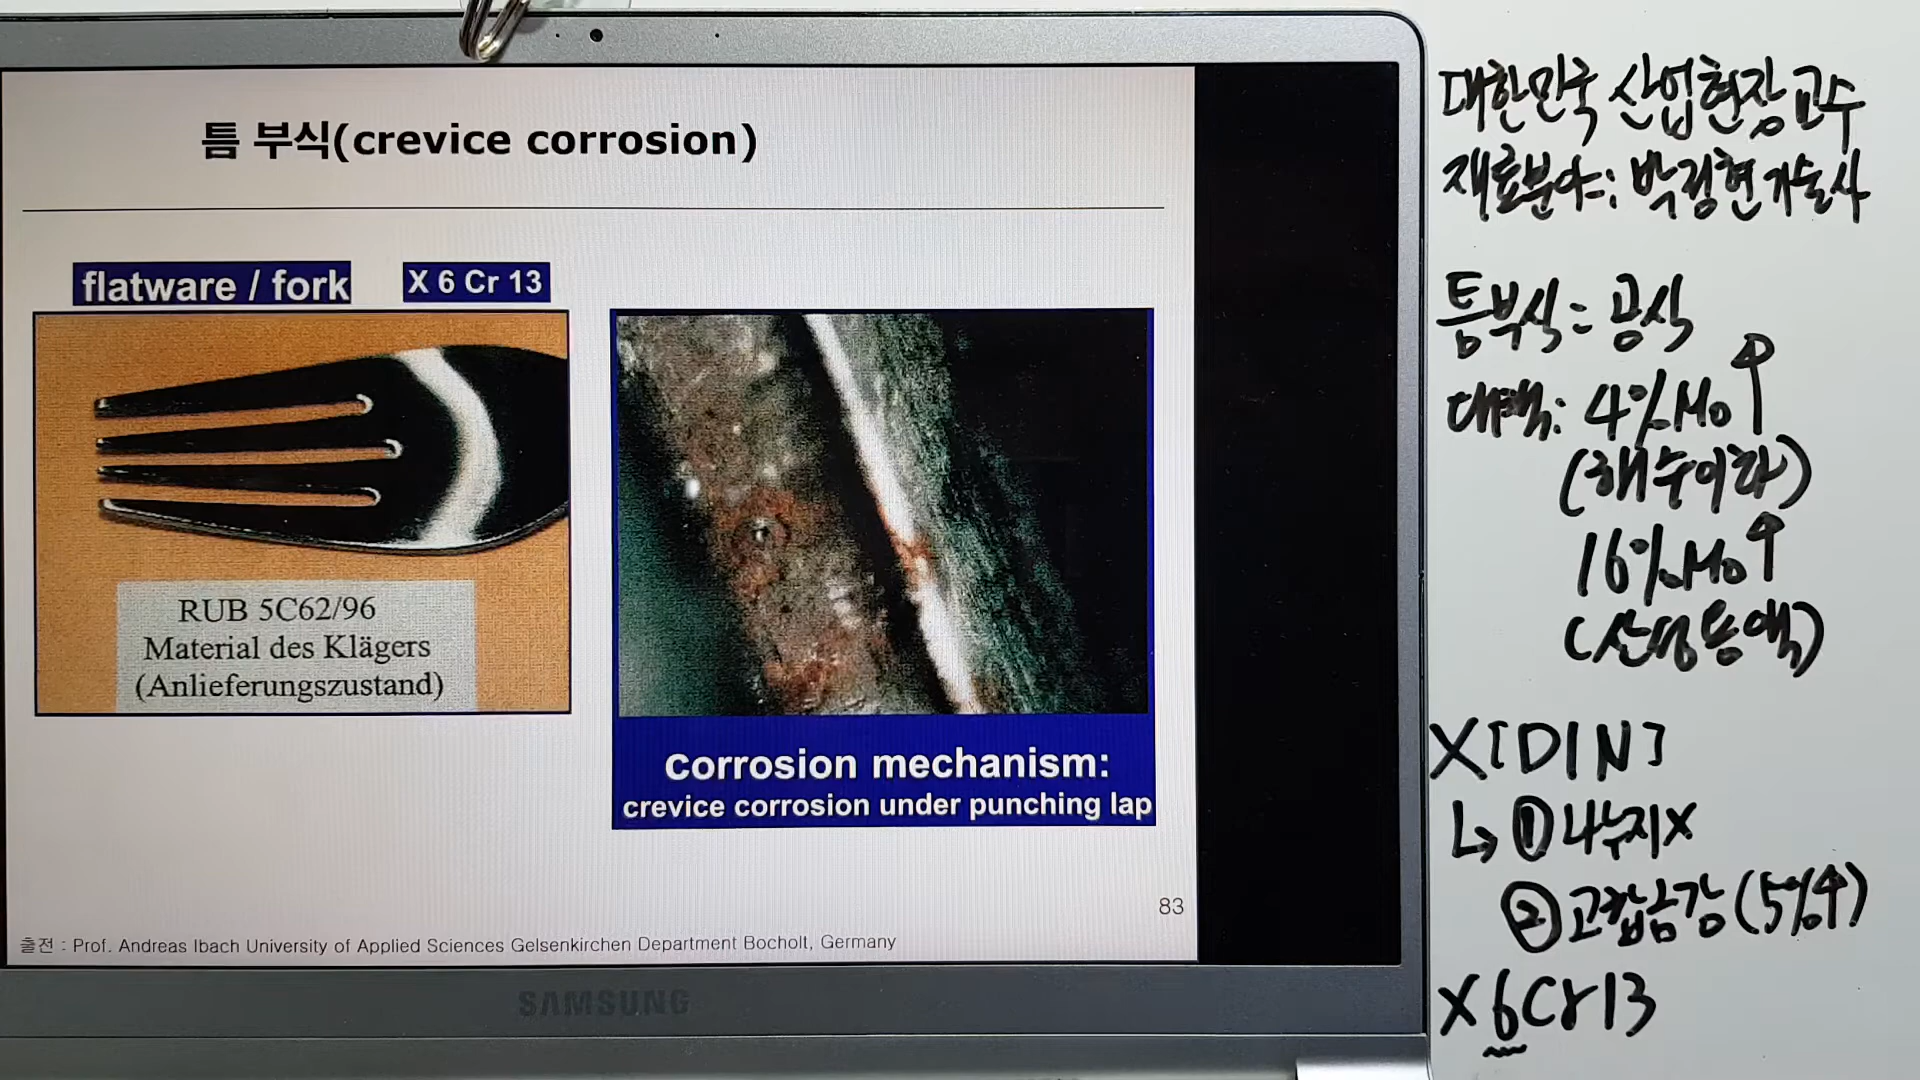 틈 부식(crevice corrosion)
flatware / fork
X 6 Cr 13
RUB 5C62/96
Material des Klägers
(Anlieferungszustand)
corrosion mechanism:
crevice corrosion under punching lap
83
출전 : Prof. Andreas Ibach University of Applied Sciences Gelsenkirchen Department Bocholt, Germany
SAMSUNG
대한민국 산업현장교수
재료분야: 박정현기술사
틈부식 = 공식
대책: 4%Mo↑
(해수이하)
16%Mo↑
(산성용액)
X[DIN]
↳ ① 나누지X
② 고합금강(5%↑)
X6Cr13